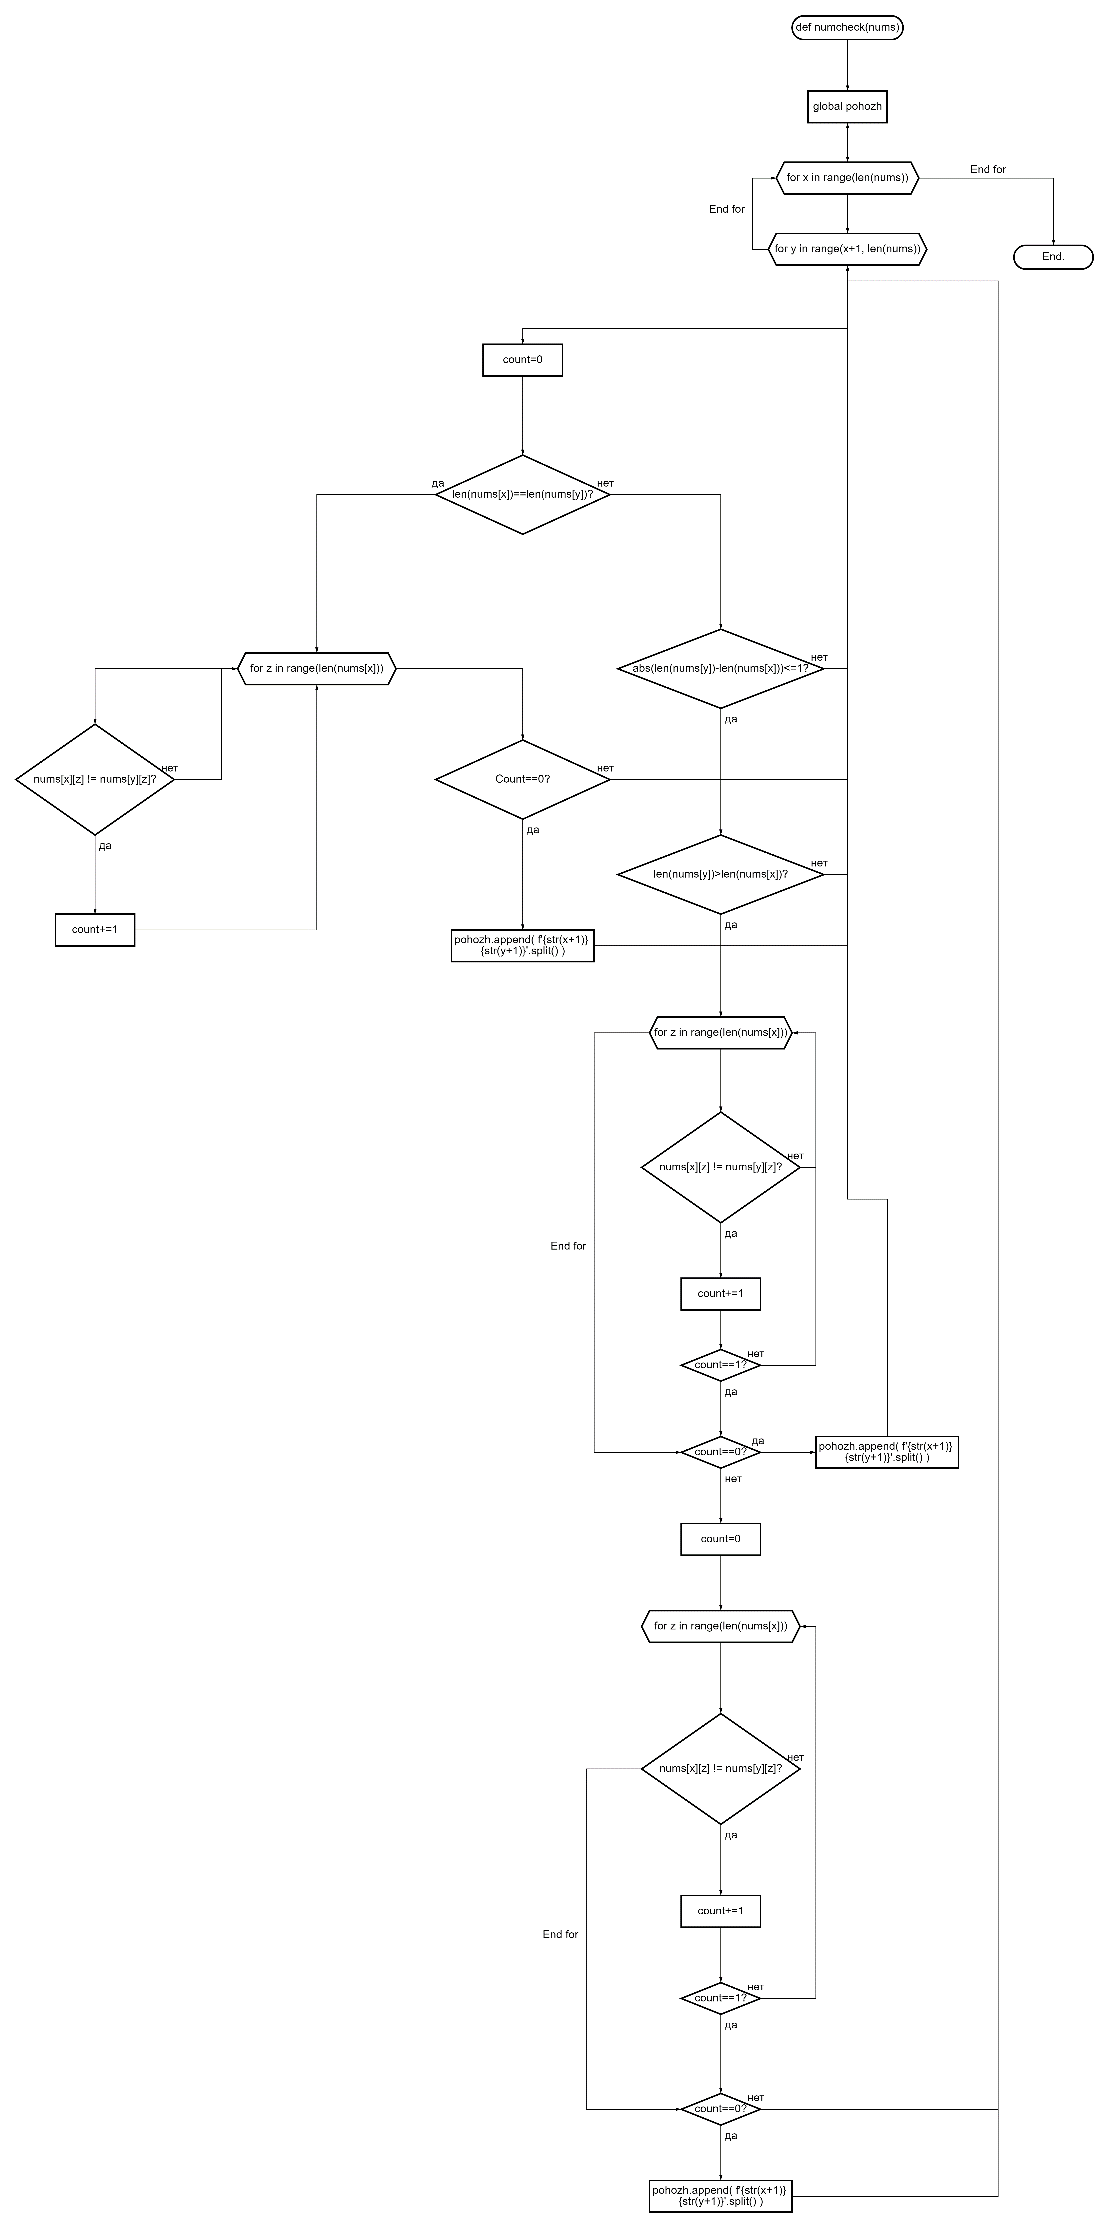 def numcheck(nums)
global pohozh
for x in range(len(nums))
End for
End for
for y in range(x+1, len(nums))
End.
count=0
да
len(nums[x])==len(nums[y])?
нет
for z in range(len(nums[x]))
abs(len(nums[y])-len(nums[x]))<=1?
нет
да
nums[x][z] != nums[y][z]?
нет
да
count+=1
Count==0?
нет
да
pohozh.append( f'{str(x+1)}
{str(y+1)}'.split() )
len(nums[y])>len(nums[x])?
нет
да
for z in range(len(nums[x]))
nums[x][z] != nums[y][z]?
нет
да
End for
count+=1
count==1?
нет
да
count==0?
да
нет
pohozh.append( f'{str(x+1)}
{str(y+1)}'.split() )
count=0
for z in range(len(nums[x]))
nums[x][z] != nums[y][z]?
нет
да
count+=1
End for
count==1?
нет
да
count==0?
нет
да
pohozh.append( f'{str(x+1)}
{str(y+1)}'.split() )